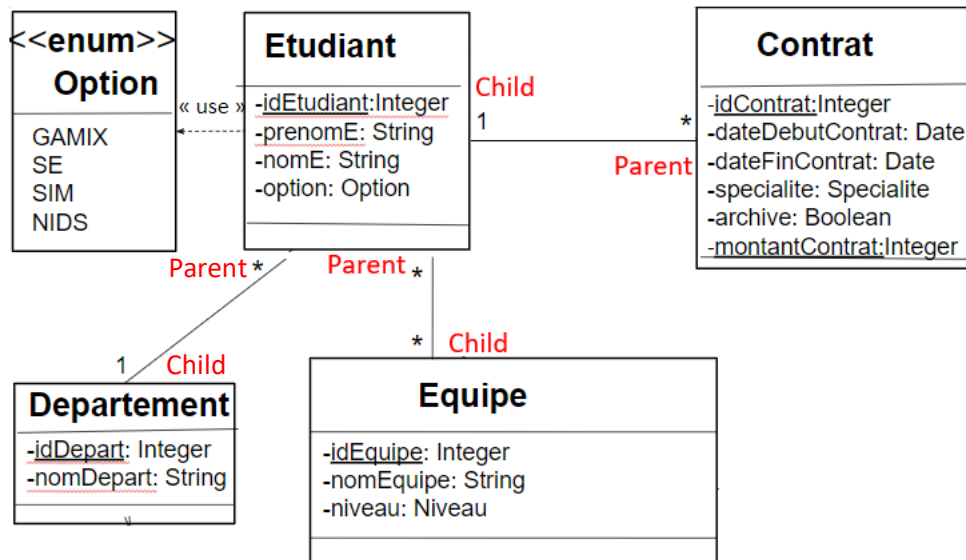 <<enum>>
Option
GAMIX
SE
SIM
NIDS
« use »
Etudiant
-idEtudiant:Integer
-prenomE: String
-nomE: String
-option: Option
Child
1
*
Parent
Contrat
-idContrat:Integer
-dateDebutContrat: Date
-dateFinContrat: Date
-specialite: Specialite
-archive: Boolean
-montantContrat:Integer
Parent *
Parent *
1 Child
* Child
Departement
-idDepart: Integer
-nomDepart: String
Equipe
-idEquipe: Integer
-nomEquipe: String
-niveau: Niveau